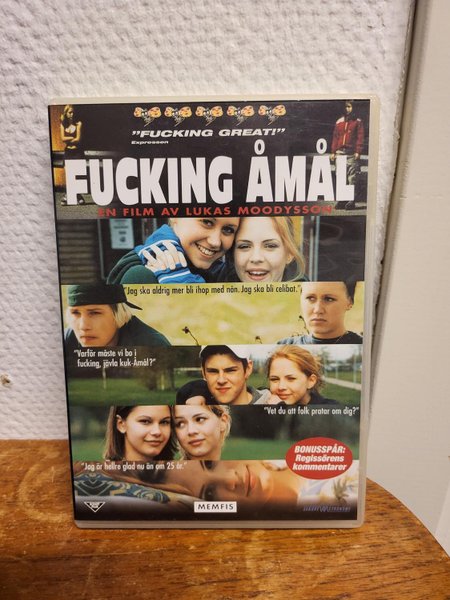 "FUCKING GREAT!"
Expressen
FUCKING ÅMÅL
EN FILM AV LUKAS MOODYSSON
"Jag ska aldrig mer bli ihop med nån. Jag ska bli celibat."
"Varför måste vi bo i
fucking, jävla kuk-Åmål?"
"Vet du att folk pratar om dig?"
BONUSSPÅR:
Regissörens
kommentarer
"Jag är hellre glad nu än om 25 år."
MEMFIS